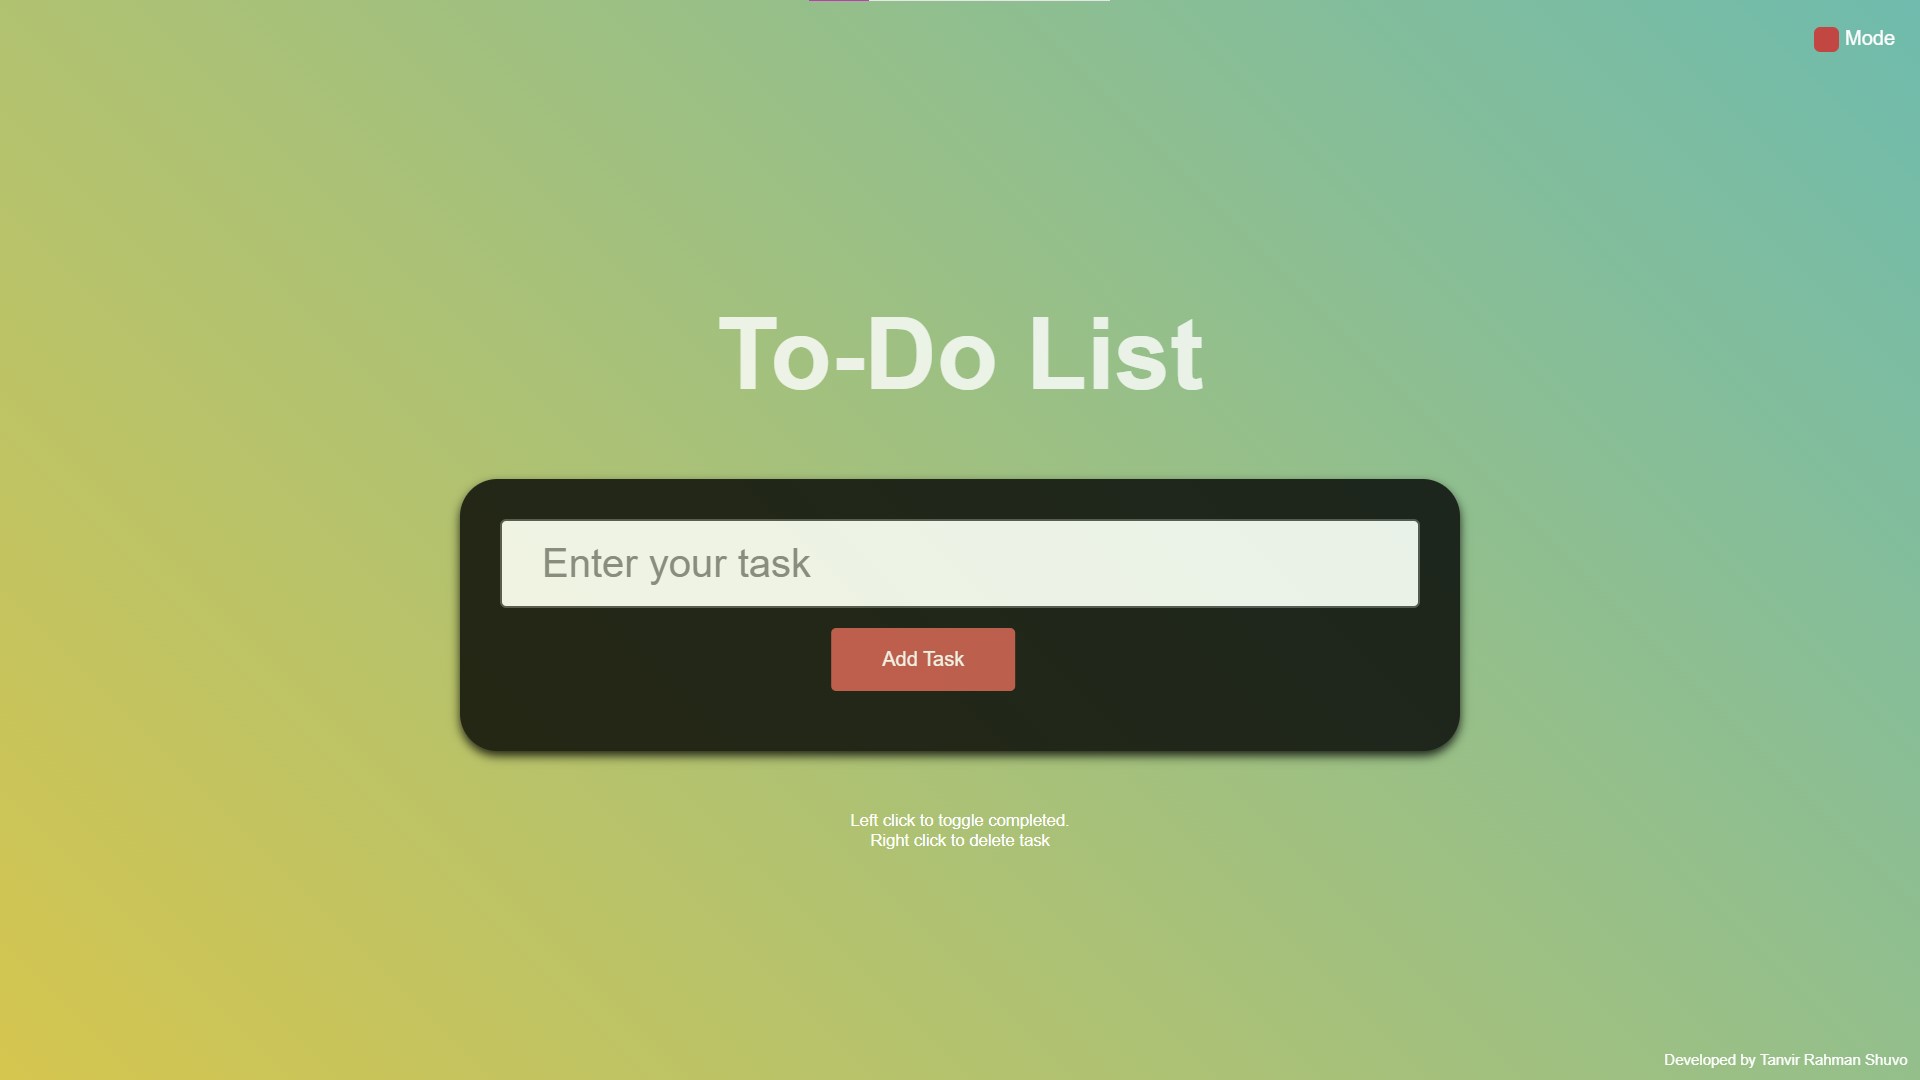 Mode
To-Do List
Enter your task
Add Task
Left click to toggle completed.
Right click to delete task
Developed by Tanvir Rahman Shuvo